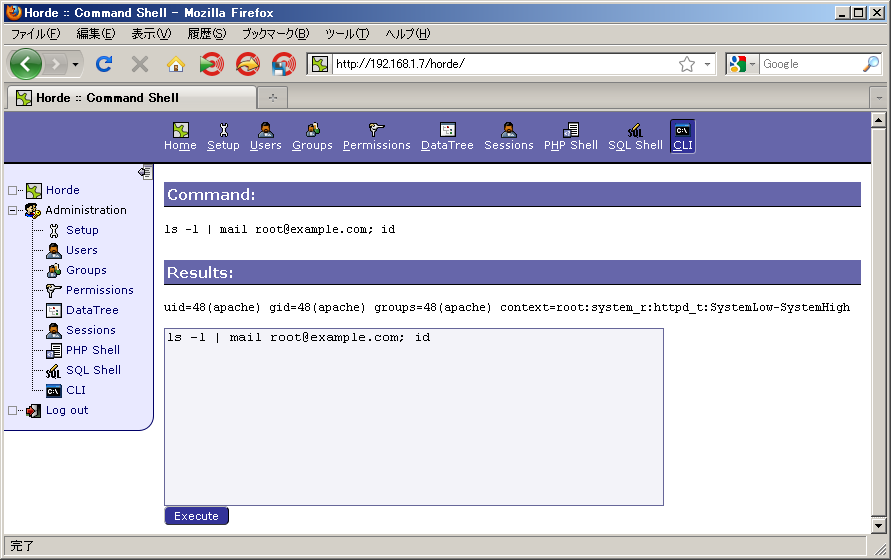 Horde :: Command Shell - Mozilla Firefox
ファイル(F) 編集(E) 表示(V) 履歴(S) ブックマーク(B) ツール(T) ヘルプ(H)
http://192.168.1.7/horde/
Google
Horde :: Command Shell
Home Setup Users Groups Permissions DataTree Sessions PHP Shell SQL Shell CLI
Horde
Administration
Setup
Users
Groups
Permissions
DataTree
Sessions
PHP Shell
SQL Shell
CLI
Log out
Command:
ls -l | mail root@example.com; id
Results:
uid=48(apache) gid=48(apache) groups=48(apache) context=root:system_r:httpd_t:SystemLow-SystemHigh
ls -l | mail root@example.com; id
Execute
完了